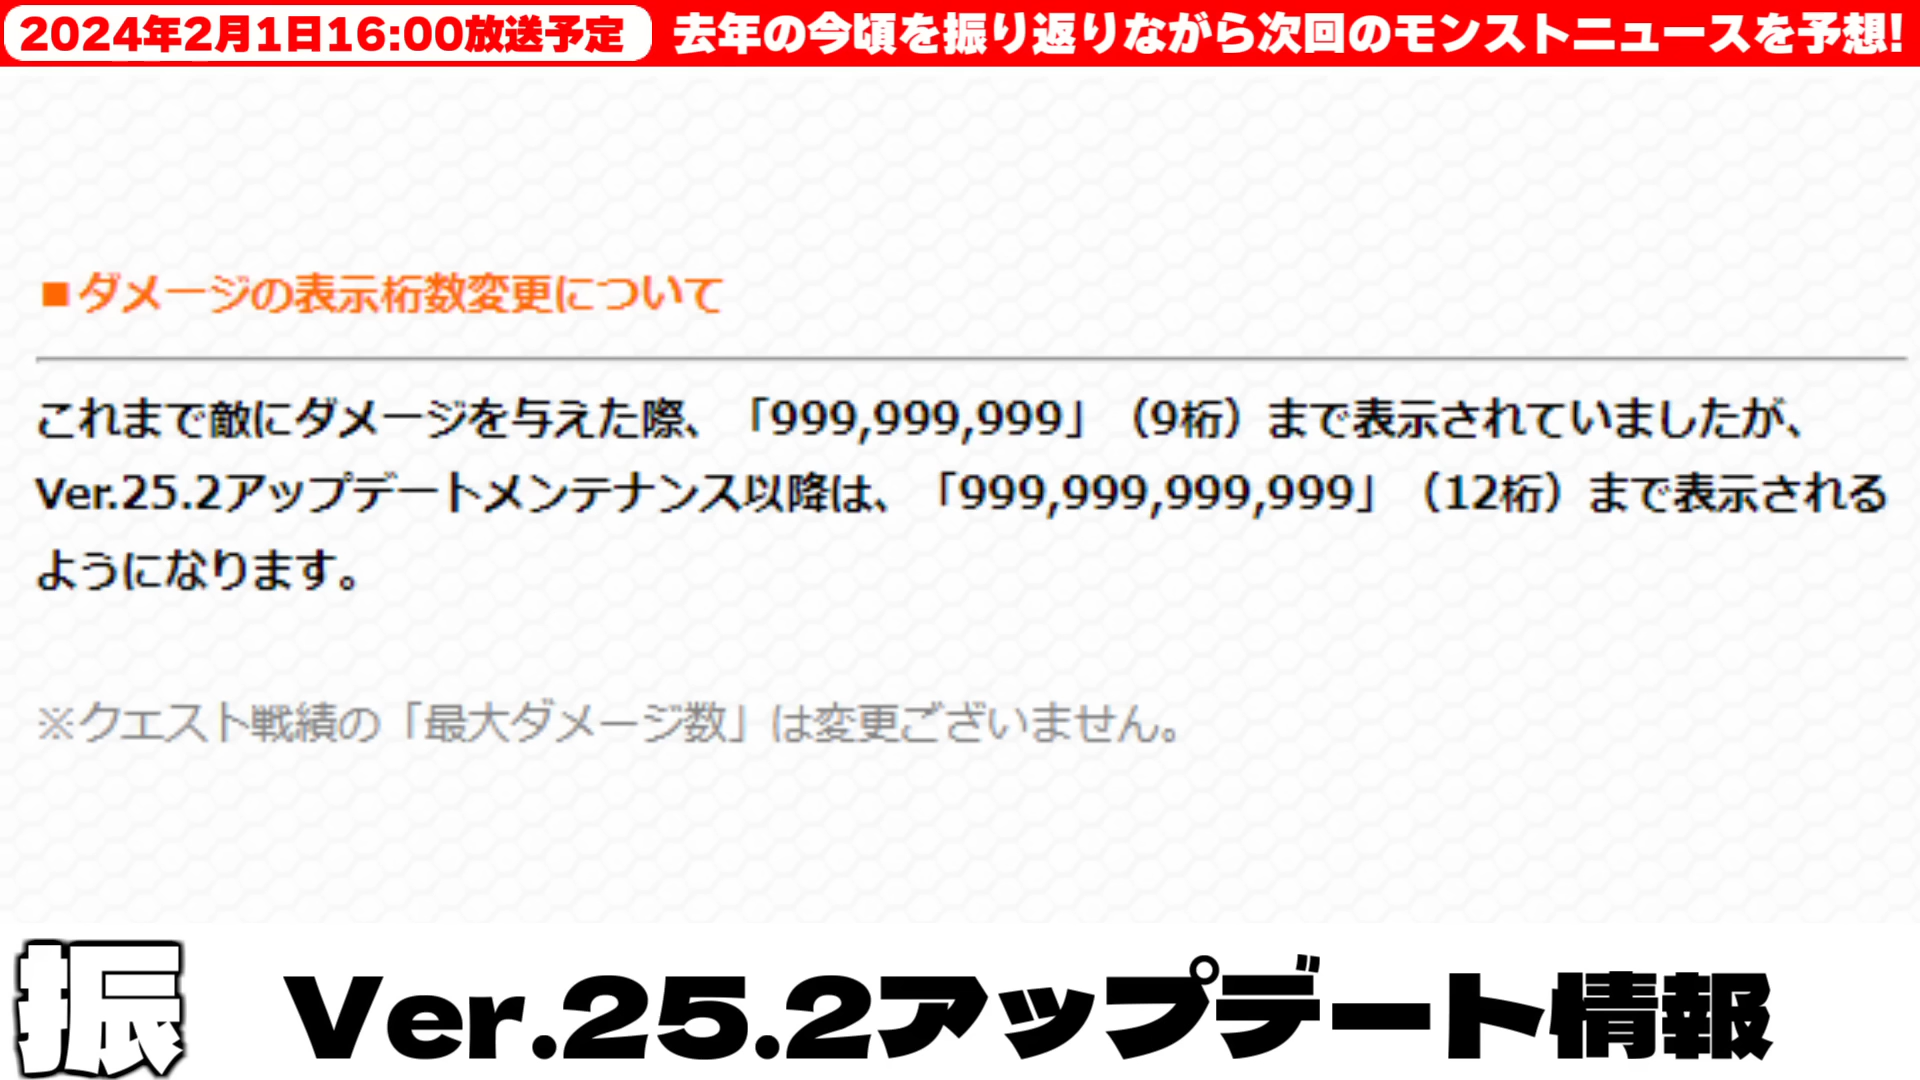 2024年2月1日16:00放送予定 去年の今頃を振り返りながら次回のモンストニュースを予想!
■ダメージの表示桁数変更について
これまで敵にダメージを与えた際、「999,999,999」（9桁）まで表示されていましたが、
Ver.25.2アップデートメンテナンス以降は、「999,999,999,999」（12桁）まで表示される
ようになります。
※クエスト戦績の「最大ダメージ数」は変更ございません。
振 Ver.25.2アップデート情報